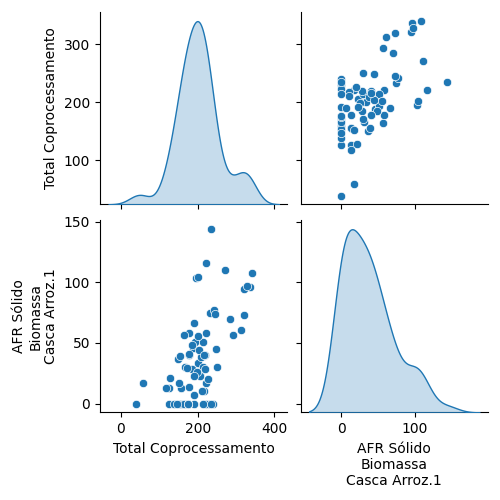 Total Coprocessamento
300
200
100
AFR Sólido
Biomassa
Casca Arroz.1
150
100
50
0
0
200
400
Total Coprocessamento
0
100
AFR Sólido
Biomassa
Casca Arroz.1